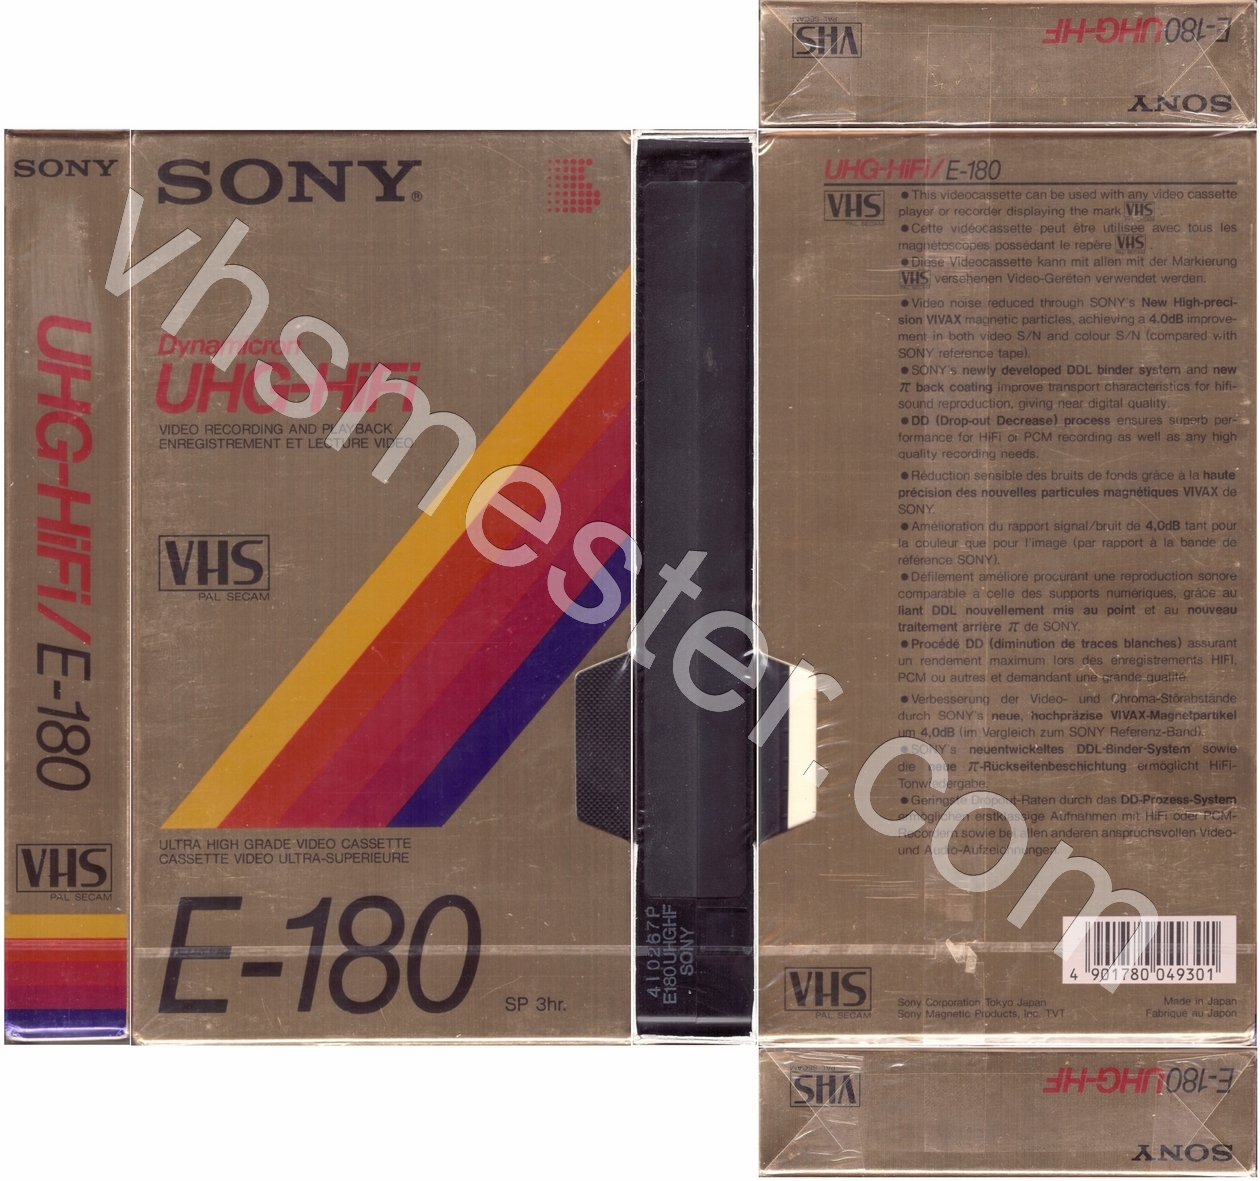 E-180 UHG-HF
VHS
PAL SECAM
SONY
SONY
UHG-HiFi/E-180
VHS
PAL SECAM
SONY®
Dynamicron
UHG-HiFi
VIDEO RECORDING AND PLAYBACK
ENREGISTREMENT ET LECTURE VIDEO
VHS
PAL SECAM
ULTRA HIGH GRADE VIDEO CASSETTE
CASSETTE VIDEO ULTRA-SUPERIEURE
E-180
SP 3hr.
410267P
E180UHGHF
SONY
UHG-HiFi/E-180
VHS
PAL SECAM
●This videocassette can be used with any video cassette
player or recorder displaying the mark VHS
●Cette vidéocassette peut être utilisée avec tous les
magnétoscopes possédant le repère VHS.
●Diese Videocassette kann mit allen mit der Markierung
VHS versehenen Video-Geräten verwendet werden.
●Video noise reduced through SONY's New High-preci-
sion VIVAX magnetic particles, achieving a 4.0dB improve-
ment in both video S/N and colour S/N (compared with
SONY reference tape).
●SONY's newly developed DDL binder system and new
π back coating improve transport characteristics for hifi-
sound reproduction, giving near digital quality.
●DD (Drop-out Decrease) process ensures superb per-
formance for HiFi or PCM recording as well as any high
quality recording needs.
●Réduction sensible des bruits de fonds grâce à la haute
précision des nouvelles particules magnétiques VIVAX de
SONY.
●Amélioration du rapport signal/bruit de 4,0dB tant pour
la couleur que pour l'image (par rapport à la bande de
référence SONY).
●Défilement amélioré procurant une reproduction sonore
comparable à celle des supports numériques, grâce au
liant DDL nouvellement mis au point et au nouveau
traitement arrière π de SONY.
●Procédé DD (diminution de traces blanches) assurant
un rendement maximum lors des enregistrements HIFI,
PCM ou autres et demandant une grande qualité.
●Verbesserung der Video- und Chroma-Störabstände
durch SONY's neue, hochpräzise VIVAX-Magnetpartikel
um 4,0dB (im Vergleich zum SONY Referenz-Band).
●SONY's neuentwickeltes DDL-Binder-System sowie
die neue π-Rückseitenbeschichtung ermöglicht HiFi-
Tonwiedergabe.
●Geringste Dropout-Raten durch das DD-Prozess-System
ermöglichen erstklassige Aufnahmen mit HiFi oder PCM-
Recordern sowie bei allen anderen anspruchsvollen Video-
und Audio-Aufzeichnungen.
4 901780 049301
VHS
PAL SECAM
Sony Corporation Tokyo Japan
Sony Magnetic Products, Inc. TVT
Made in Japan
Fabriqué au Japon
E-180 UHG-HF
VHS
PAL SECAM
SONY
vhsmester.com